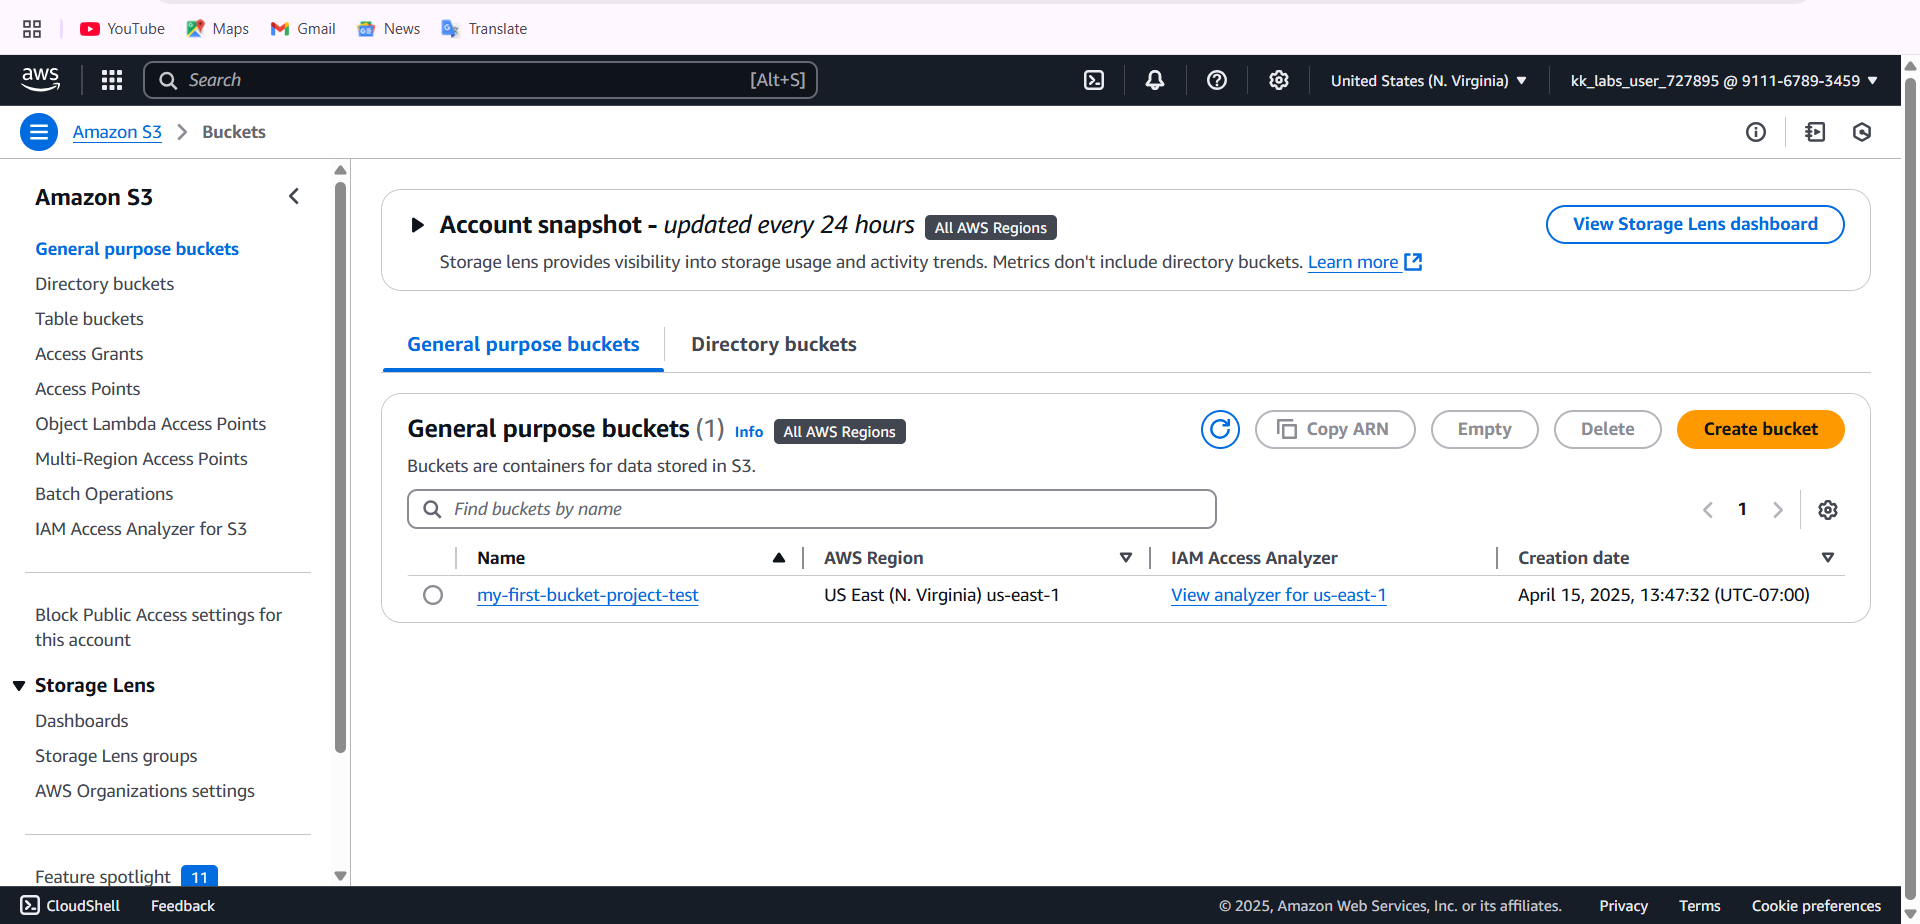 YouTube Maps Gmail News Translate
aws Search [Alt+S] United States (N. Virginia) kk_labs_user_727895 @ 9111-6789-3459
Amazon S3 Buckets
Amazon S3
General purpose buckets
Directory buckets
Table buckets
Access Grants
Access Points
Object Lambda Access Points
Multi-Region Access Points
Batch Operations
IAM Access Analyzer for S3
Block Public Access settings for
this account
Storage Lens
Dashboards
Storage Lens groups
AWS Organizations settings
Feature spotlight 11
Account snapshot - updated every 24 hours All AWS Regions View Storage Lens dashboard
Storage lens provides visibility into storage usage and activity trends. Metrics don't include directory buckets. Learn more
General purpose buckets Directory buckets
General purpose buckets (1) Info All AWS Regions Copy ARN Empty Delete Create bucket
Buckets are containers for data stored in S3.
Find buckets by name 1
Name AWS Region IAM Access Analyzer Creation date
my-first-bucket-project-test US East (N. Virginia) us-east-1 View analyzer for us-east-1 April 15, 2025, 13:47:32 (UTC-07:00)
CloudShell Feedback © 2025, Amazon Web Services, Inc. or its affiliates. Privacy Terms Cookie preferences